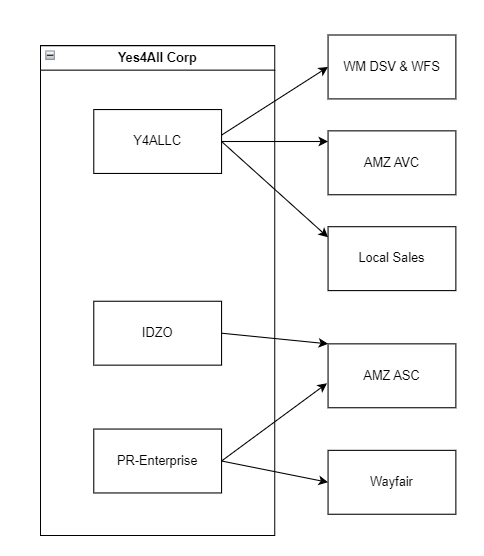 Yes4All Corp
WM DSV & WFS
Y4ALLC
AMZ AVC
Local Sales
IDZO
AMZ ASC
PR-Enterprise
Wayfair